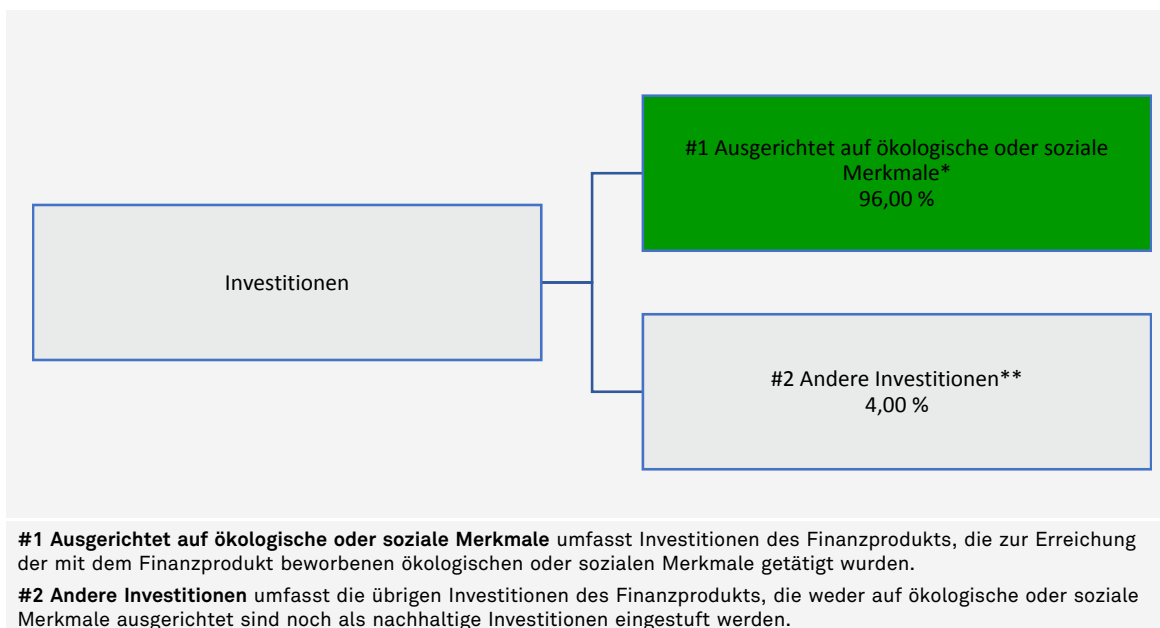 #1 Ausgerichtet auf ökologische oder soziale
Merkmale*
96,00 %
Investitionen
#2 Andere Investitionen**
4,00 %
#1 Ausgerichtet auf ökologische oder soziale Merkmale umfasst Investitionen des Finanzprodukts, die zur Erreichung
der mit dem Finanzprodukt beworbenen ökologischen oder sozialen Merkmale getätigt wurden.
#2 Andere Investitionen umfasst die übrigen Investitionen des Finanzprodukts, die weder auf ökologische oder soziale
Merkmale ausgerichtet sind noch als nachhaltige Investitionen eingestuft werden.